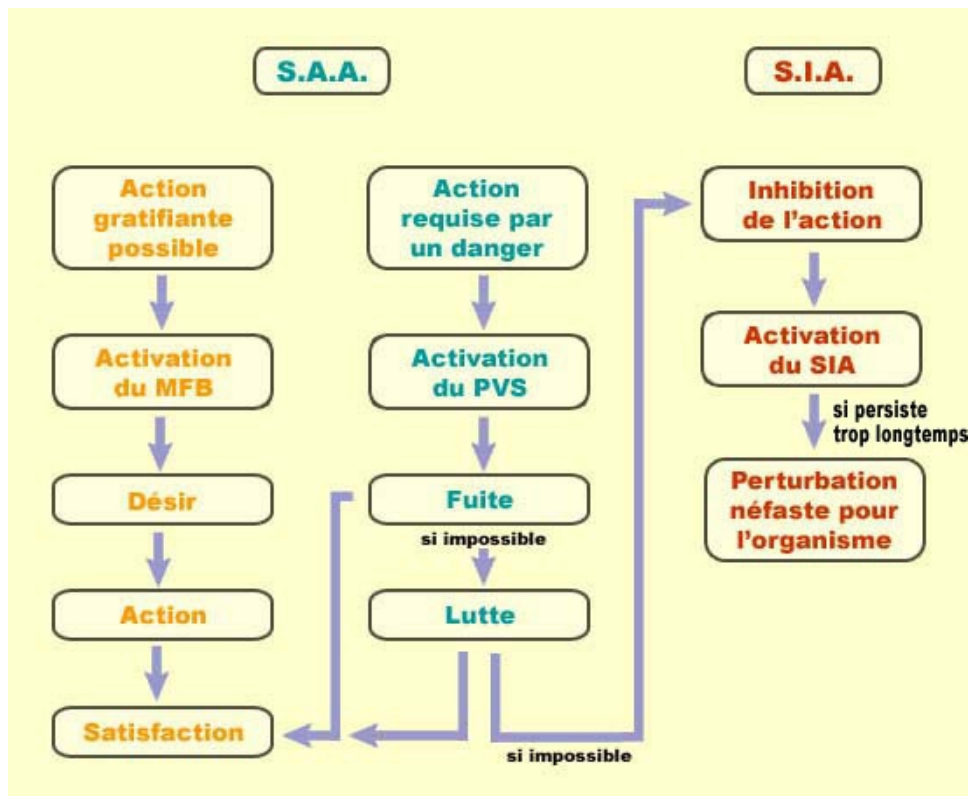 S.A.A.
S.I.A.
Action
gratifiante
possible
Activation
du MFB
Désir
Action
Satisfaction
Action
requise par
un danger
Activation
du PVS
Fuite
si impossible
Lutte
si impossible
Inhibition
de l'action
Activation
du SIA
si persiste
trop longtemps
Perturbation
néfaste pour
l'organisme